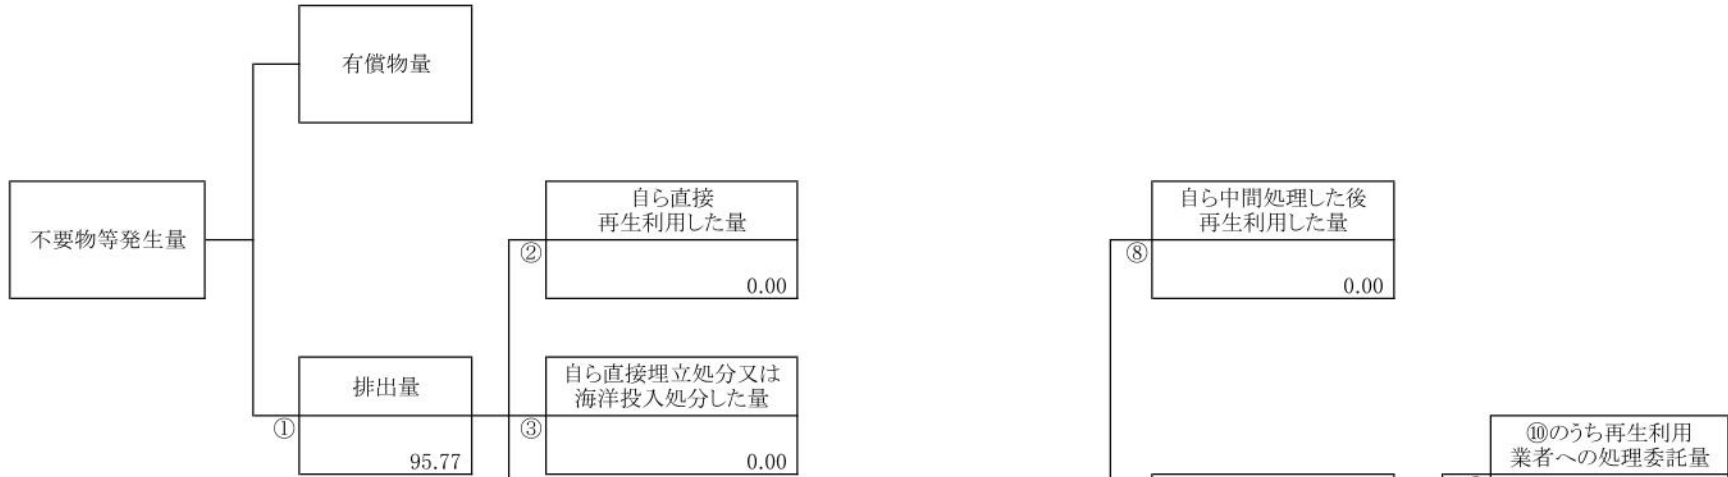 有償物量
不要物等発生量
自ら直接
再生利用した量
②
0.00
自ら中間処理した後
再生利用した量
⑧
0.00
排出量
①
95.77
自ら直接埋立処分又は
海洋投入処分した量
③
0.00
⑩のうち再生利用
業者への処理委託量